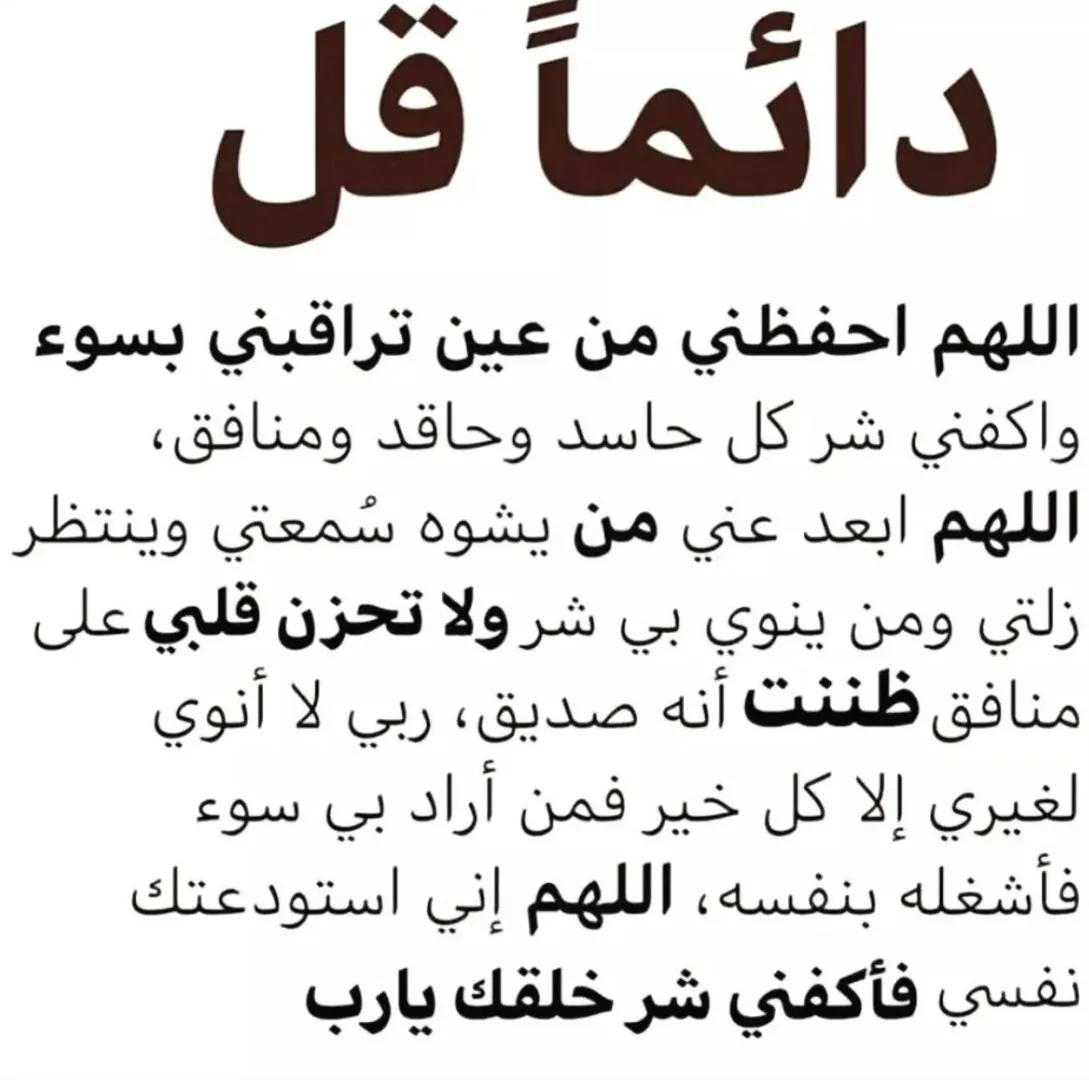 دائماً قل
اللهم احفظني من عين تراقبني بسوء
واكفني شر كل حاسد وحاقد ومنافق،
اللهم ابعد عني من يشوه سُمعتي وينتظر
زلتي ومن ينوي بي شر ولا تحزن قلبي على
منافق ظننت أنه صديق، ربي لا أنوي
لغيري إلا كل خير فمن أراد بي سوء
فأشغله بنفسه، اللهم إني استودعتك
نفسي فأكفني شر خلقك يارب